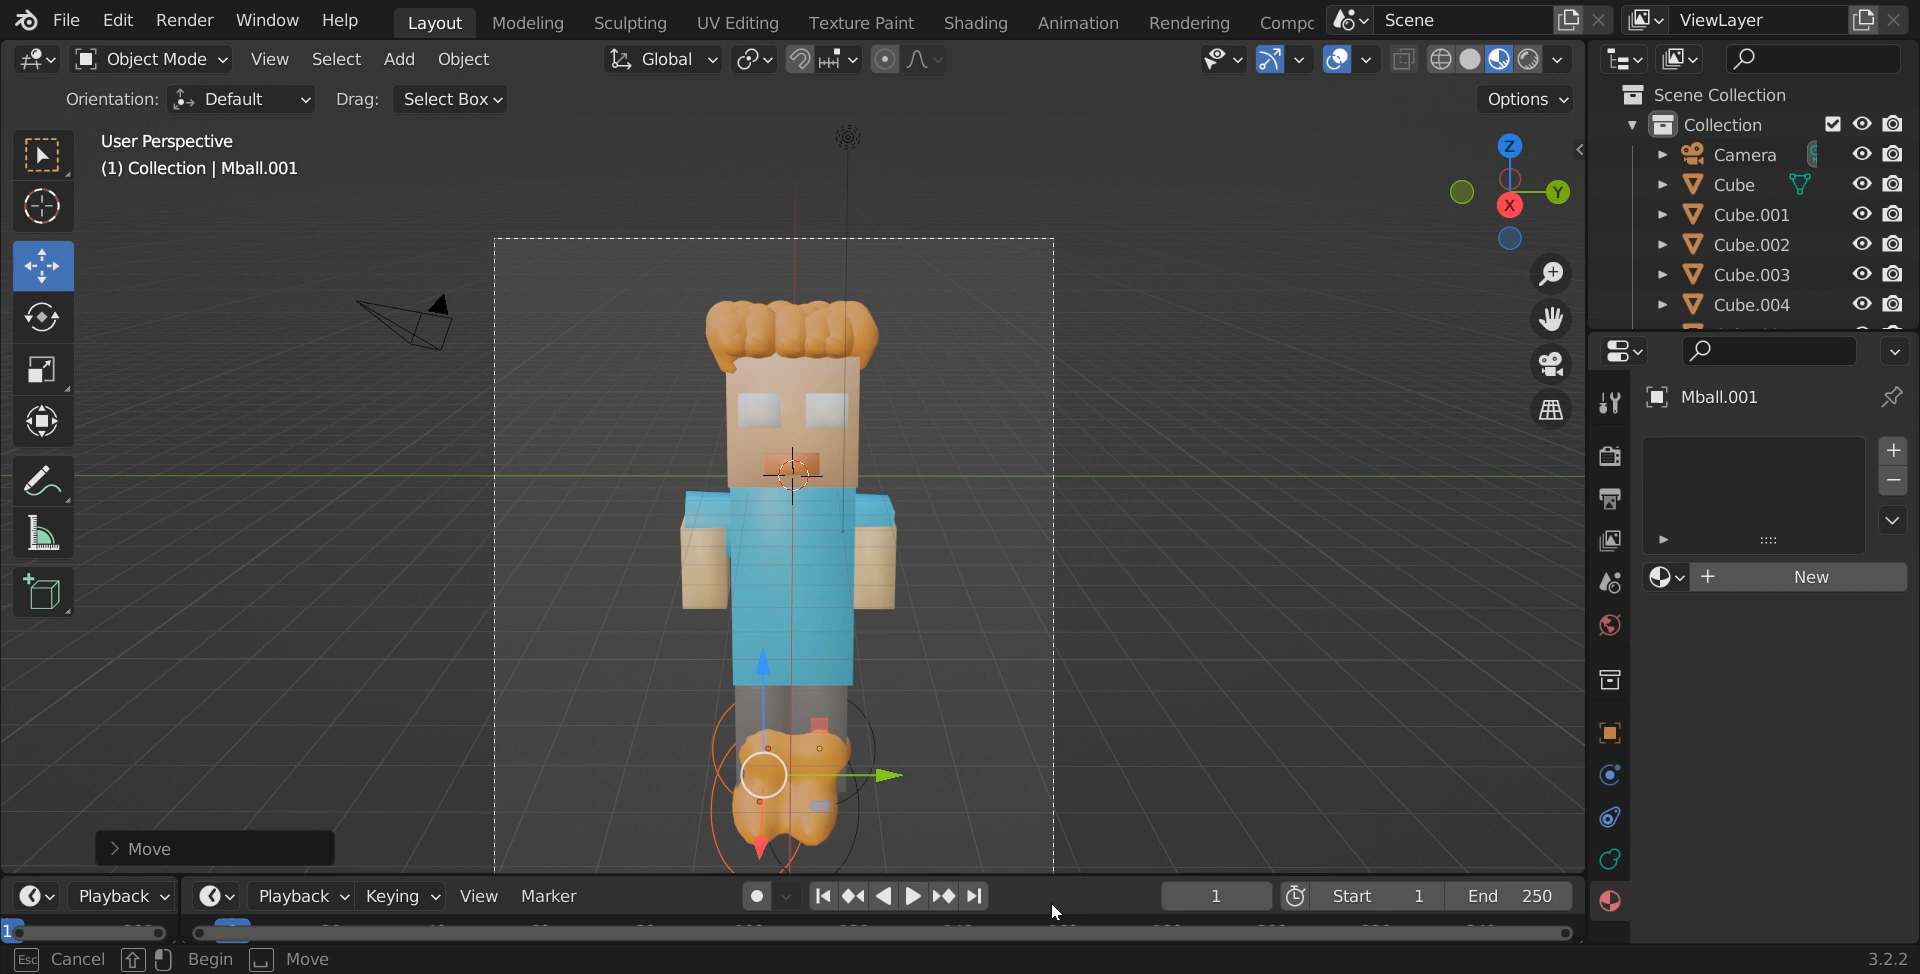 File Edit Render Window Help Layout Modeling Sculpting UV Editing Texture Paint Shading Animation Rendering Compc Scene ViewLayer
Object Mode View Select Add Object Global
Orientation: Default Drag: Select Box Options
User Perspective
(1) Collection | Mball.001
Z
Y
X
Scene Collection
Collection
Camera
Cube
Cube.001
Cube.002
Cube.003
Cube.004
Mball.001
New
Move
Playback Playback Keying View Marker 1 Start 1 End 250
1
Esc Cancel Begin Move 3.2.2